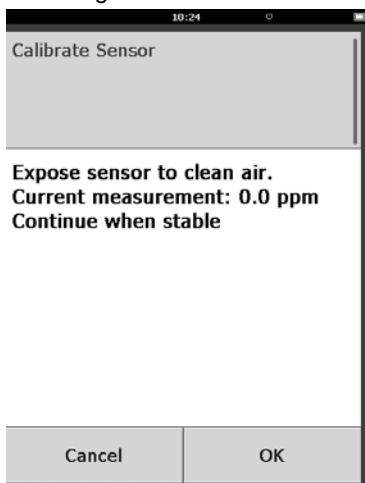 10:24
Calibrate Sensor
Expose sensor to clean air.
Current measurement: 0.0 ppm
Continue when stable
Cancel OK